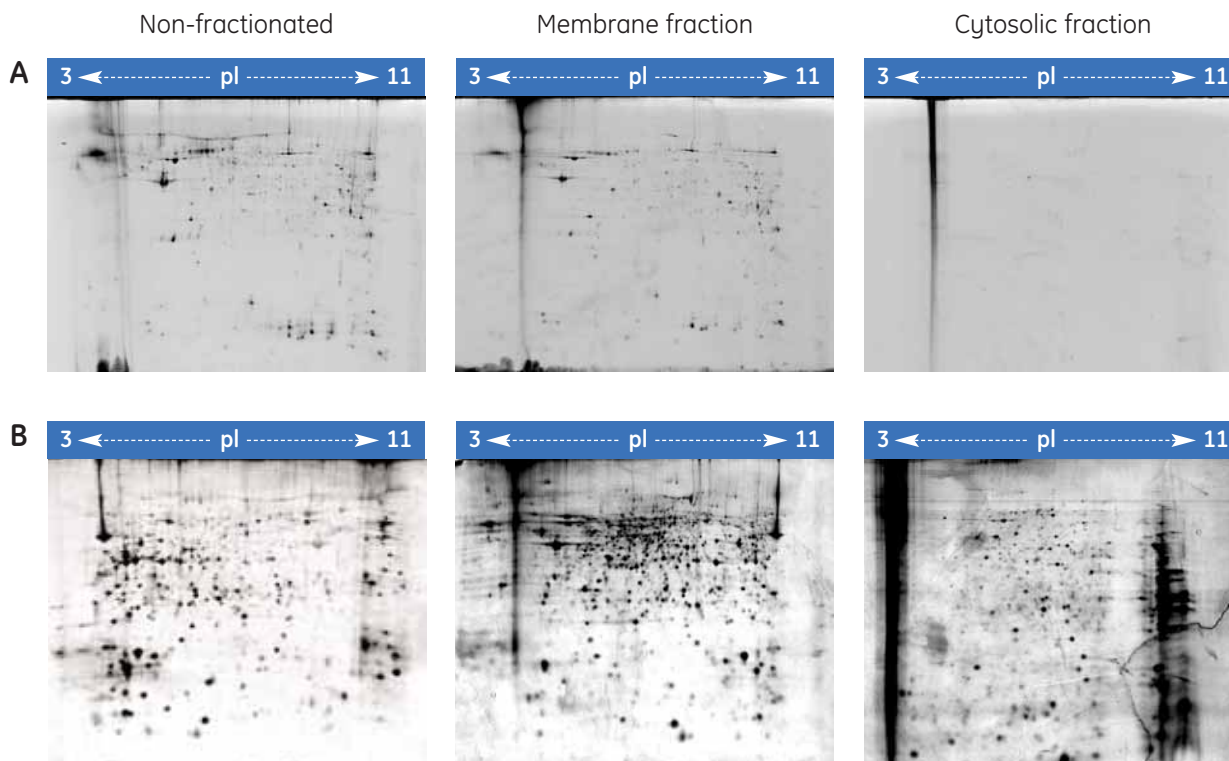 Non-fractionated Membrane fraction Cytosolic fraction
A
3 pI 11 3 pI 11 3 pI 11
B
3 pI 11 3 pI 11 3 pI 11